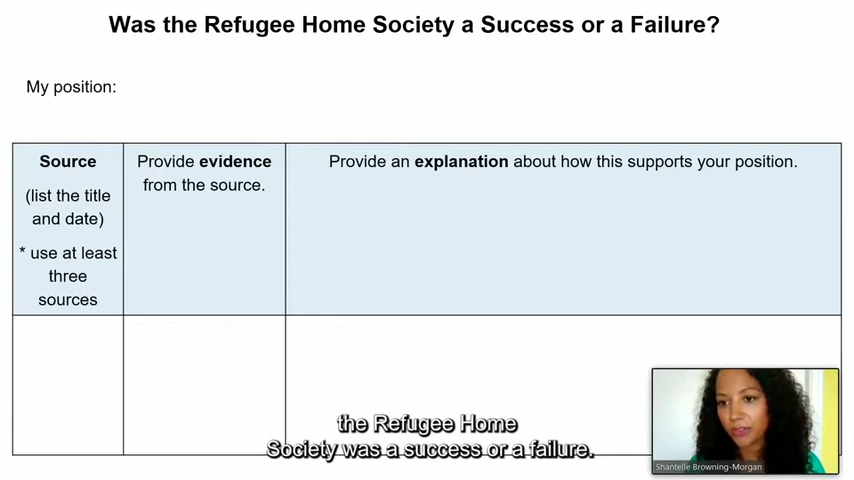 Was the Refugee Home Society a Success or a Failure?
My position:
Source
(list the title
and date)
* use at least
three
sources
Provide evidence
from the source.
Provide an explanation about how this supports your position.
the Refugee Home
Society was a success or a failure.
Shantelle Browning-Morgan